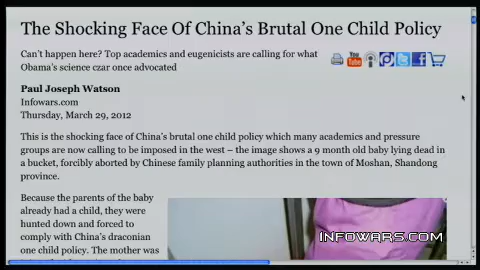 The Shocking Face Of China's Brutal One Child Policy
Can't happen here? Top academics and eugenicists are calling for what
Obama's science czar once advocated
You
Tube
Paul Joseph Watson
Infowars.com
Thursday, March 29, 2012
This is the shocking face of China's brutal one child policy which many academics and pressure
groups are now calling to be imposed in the west – the image shows a 9 month old baby lying dead in
a bucket, forcibly aborted by Chinese family planning authorities in the town of Moshan, Shandong
province.
Because the parents of the baby
already had a child, they were
hunted down and forced to
comply with China's draconian
one child policy. The mother was
INFOWARS.COM